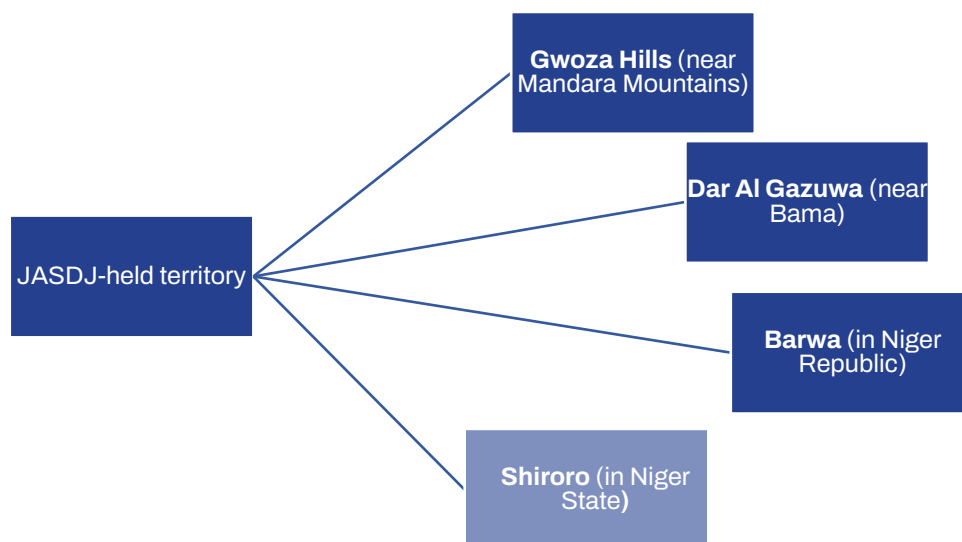 Gwoza Hills (near
Mandara Mountains)
Dar Al Gazuwa (near
Bama)
JASDJ-held territory
Barwa (in Niger
Republic)
Shiroro (in Niger
State)